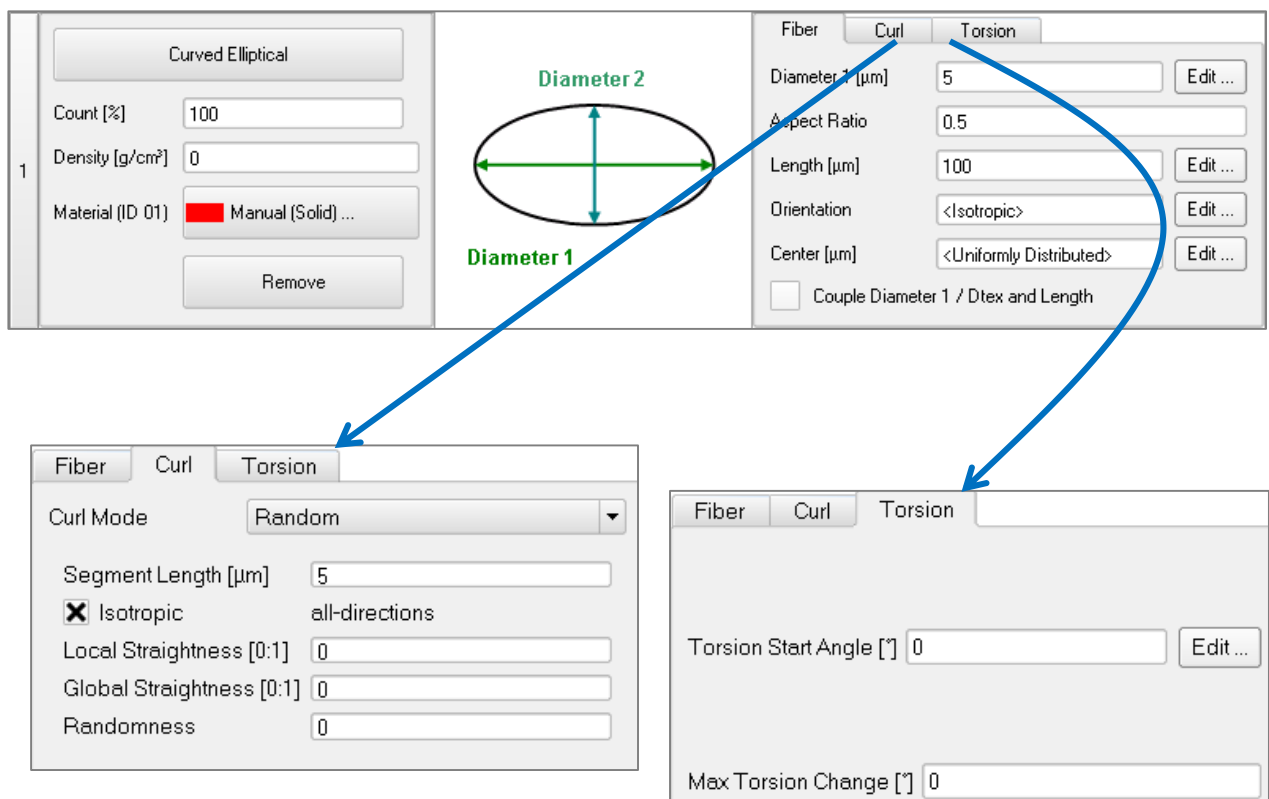 1
Curved Elliptical
Count [%] 100
Density [g/cm³] 0
Material (ID 01) Manual (Solid) ...
Remove
Diameter 2
Diameter 1
Fiber Curl Torsion
Diameter 1 [µm] 5 Edit ...
Aspect Ratio 0.5
Length [µm] 100 Edit ...
Orientation <Isotropic> Edit ...
Center [µm] <Uniformly Distributed> Edit ...
Couple Diameter 1 / Dtex and Length
Fiber Curl Torsion
Curl Mode Random
Segment Length [µm] 5
Isotropic all-directions
Local Straightness [0:1] 0
Global Straightness [0:1] 0
Randomness 0
Fiber Curl Torsion
Torsion Start Angle [°] 0 Edit ...
Max Torsion Change [°] 0